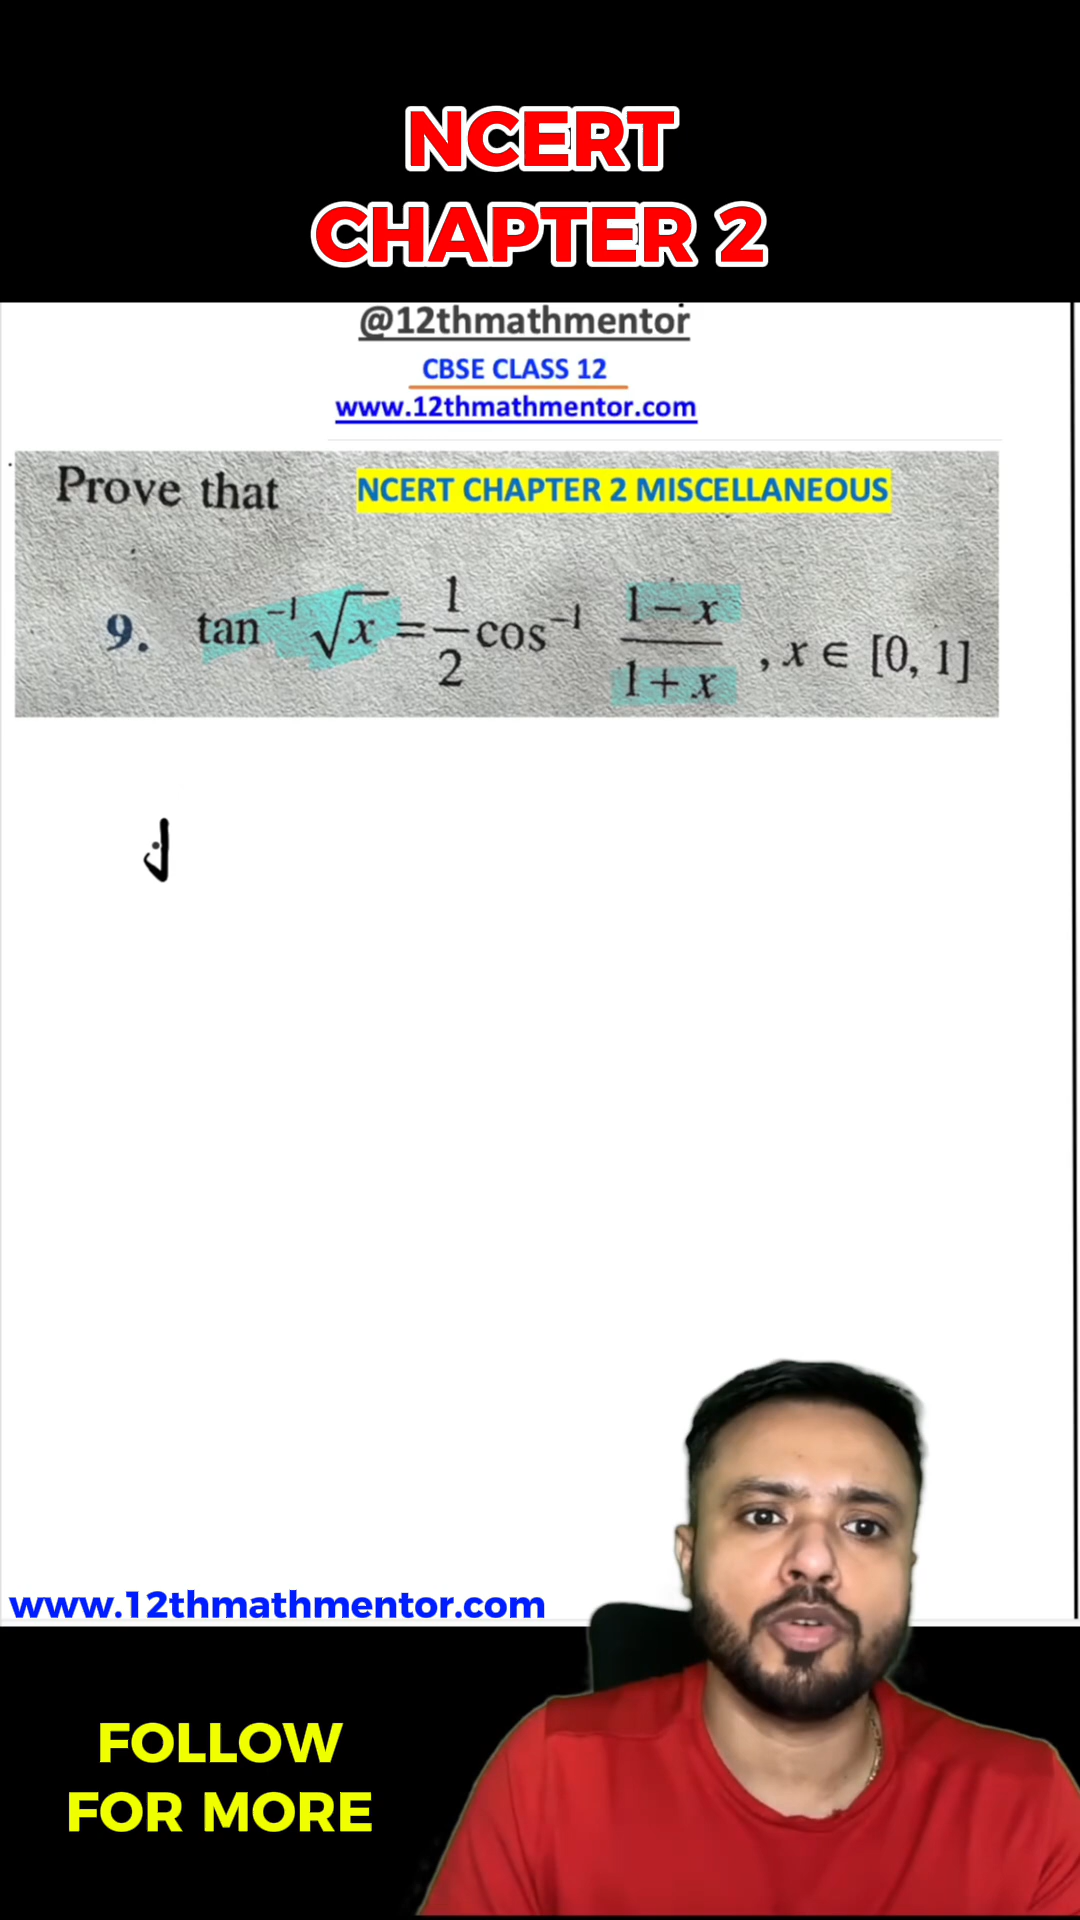 NCERT
CHAPTER 2
@12thmathmentor
CBSE CLASS 12
www.12thmathmentor.com
Prove that NCERT CHAPTER 2 MISCELLANEOUS
9. tan⁻¹ √x = 1/2 cos⁻¹ (1 − x)/(1 + x), x ∈ [0, 1]
www.12thmathmentor.com
FOLLOW
FOR MORE